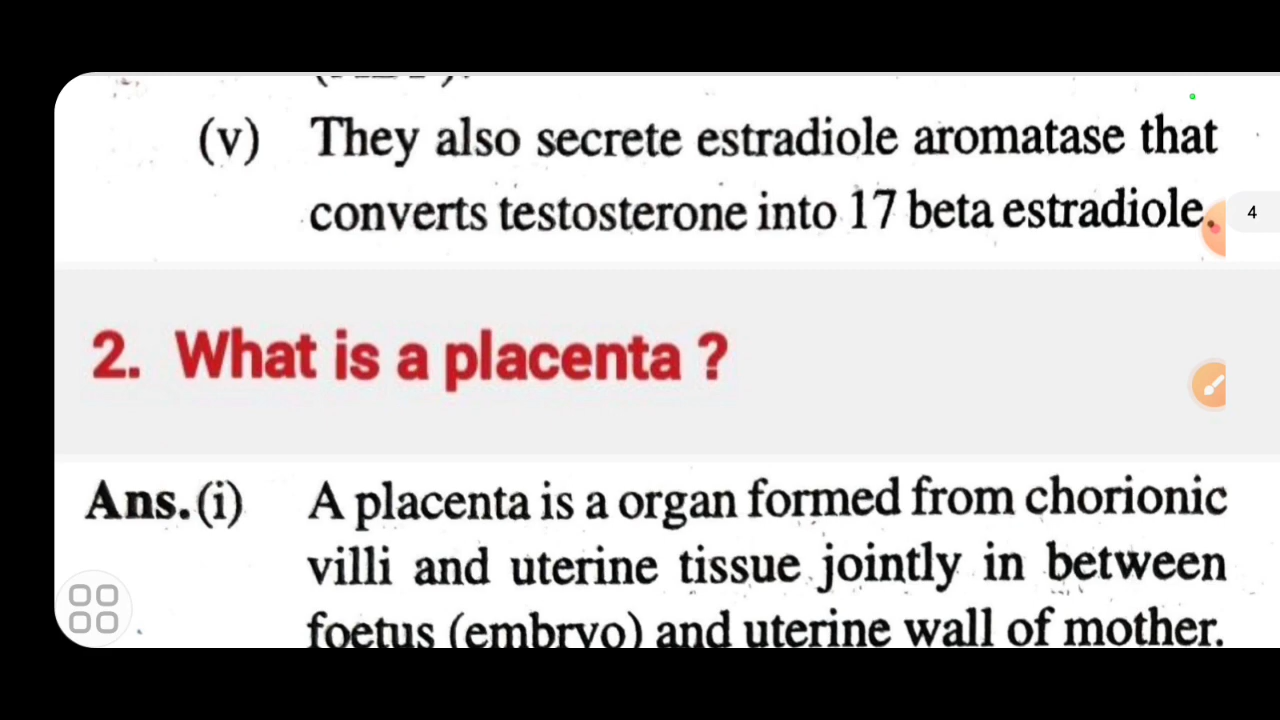 (v) They also secrete estradiole aromatase that
converts testosterone into 17 beta estradiole.
4
2. What is a placenta ?
Ans.(i) A placenta is a organ formed from chorionic
villi and uterine tissue jointly in between
foetus (embryo) and uterine wall of mother.